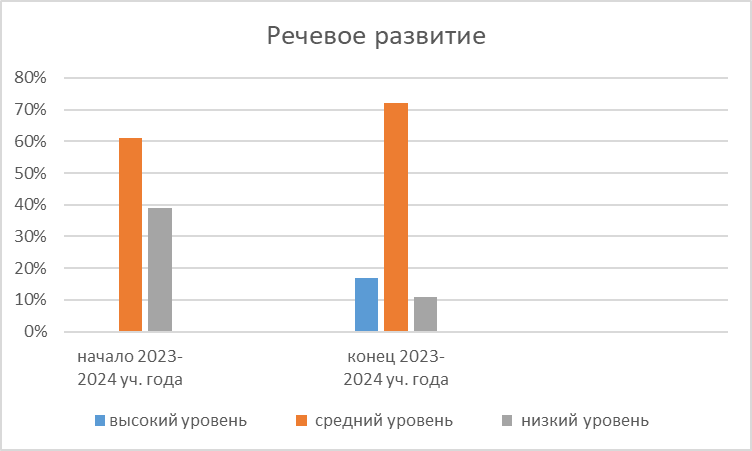 Речевое развитие
80%
70%
60%
50%
40%
30%
20%
10%
0%
начало 2023-
2024 уч. года
конец 2023-
2024 уч. года
высокий уровень
средний уровень
низкий уровень